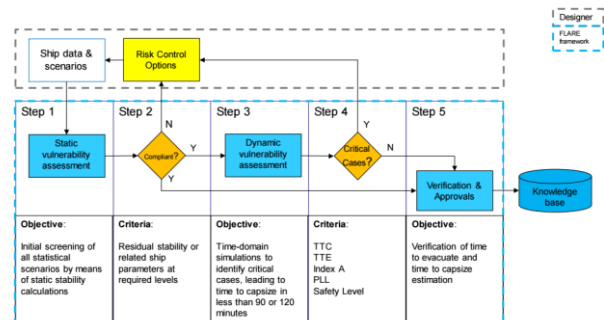 Designer
FLARE
framework
Ship data &
scenarios
Risk Control
Options
Step 1
Step 2
Step 3
Step 4
Step 5
N
Y
Static
vulnerability
assessment
Compliant?
Y
Dynamic
vulnerability
assessment
Critical
Cases?
N
Y
Verification &
Approvals
Knowledge
base
Objective:
Initial screening of
all statistical
scenarios by means
of static stability
calculations
Criteria:
Residual stability or
related ship
parameters at
required levels
Objective:
Time-domain
simulations to
identify critical
cases, leading to
time to capsize in
less than 90 or 120
minutes
Criteria:
TTC
TTE
Index A
PLL
Safety Level
Objective:
Verification of time
to evacuate and
time to capsize
estimation